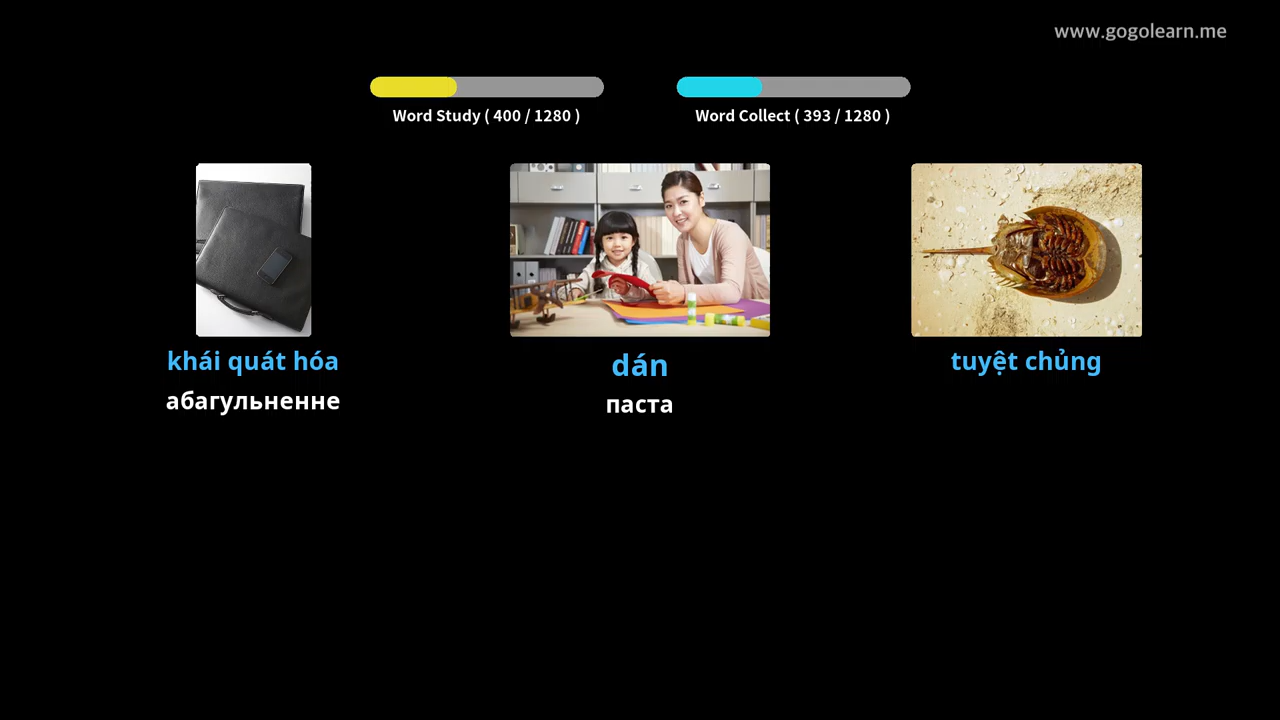 www.gogolearn.me
Word Study ( 400 / 1280 )
Word Collect ( 393 / 1280 )
khái quát hóa
абагульненне
dán
паста
tuyệt chủng